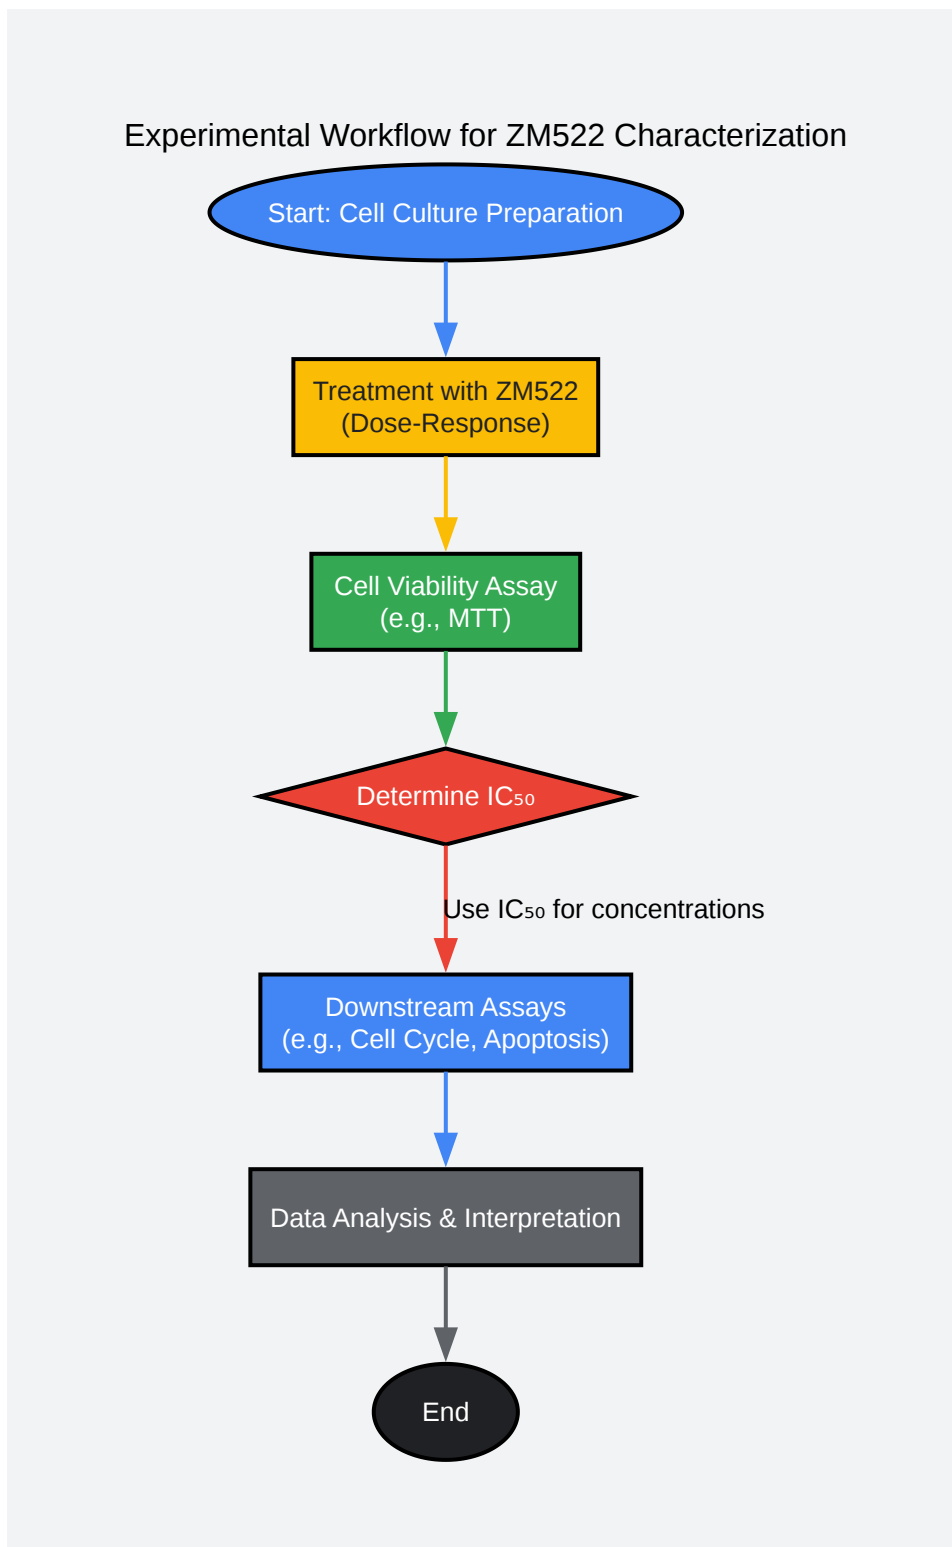 Experimental Workflow for ZM522 Characterization
Start: Cell Culture Preparation
Treatment with ZM522
(Dose-Response)
Cell Viability Assay
(e.g., MTT)
Determine IC₅₀
Use IC₅₀ for concentrations
Downstream Assays
(e.g., Cell Cycle, Apoptosis)
Data Analysis & Interpretation
End